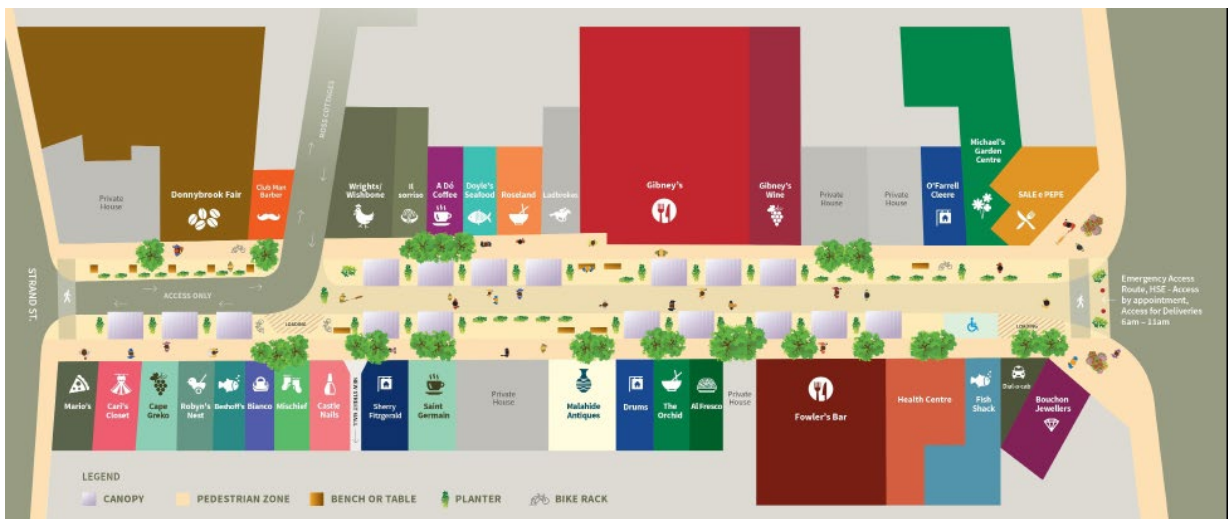 ROSS COTTAGES
Private
House
Donnybrook Fair
Club Man
Barber
Wrights/
Wishbone
Il
sorriso
A Dó
Coffee
Doyle's
Seafood
Roseland
Ladbrokes
Gibney's
Gibney's
Wine
Private
House
Private
House
O'Farrell
Cleere
Michael's
Garden
Centre
SALE e PEPE
STRAND ST.
ACCESS ONLY
LOADING
LOADING
Emergency Access
Route, HSE - Access
by appointment,
Access for Deliveries
6am – 11am
Mario's
Cari's
Closet
Cape
Greko
Robyn's
Nest
Beshoff's
Bianco
Mischief
Castle
Nails
NEW STREET MALL
Sherry
Fitzgerald
Saint
Germain
Private
House
Malahide
Antiques
Drums
The
Orchid
Al Fresco
Private
House
Fowler's Bar
Health Centre
Fish
Shack
Dial-a-cab
Bouchon
Jewellers
LEGEND
CANOPY
PEDESTRIAN ZONE
BENCH OR TABLE
PLANTER
BIKE RACK